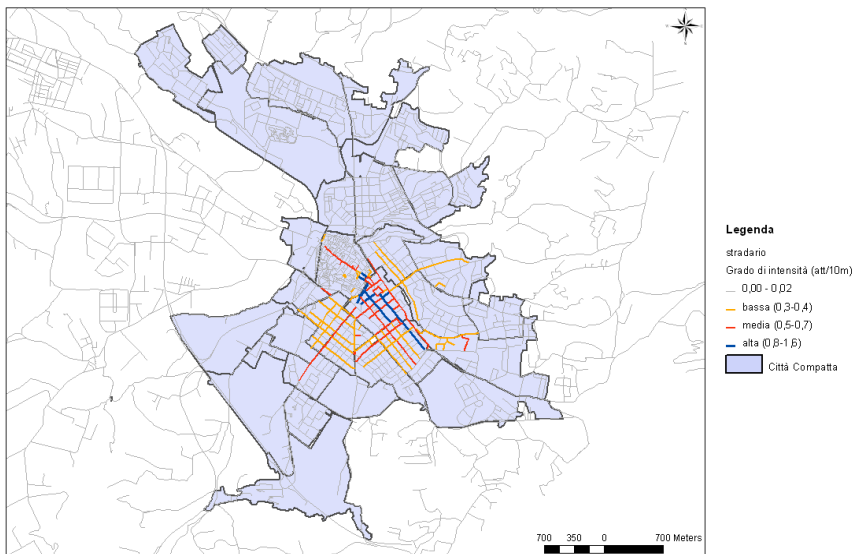 Legenda
stradario
Grado di intensità (att/10m)
0,00 - 0,02
bassa (0,3-0,4)
media (0,5-0,7)
alta (0,8-1,6)
Città Compatta
700 350 0 700 Meters